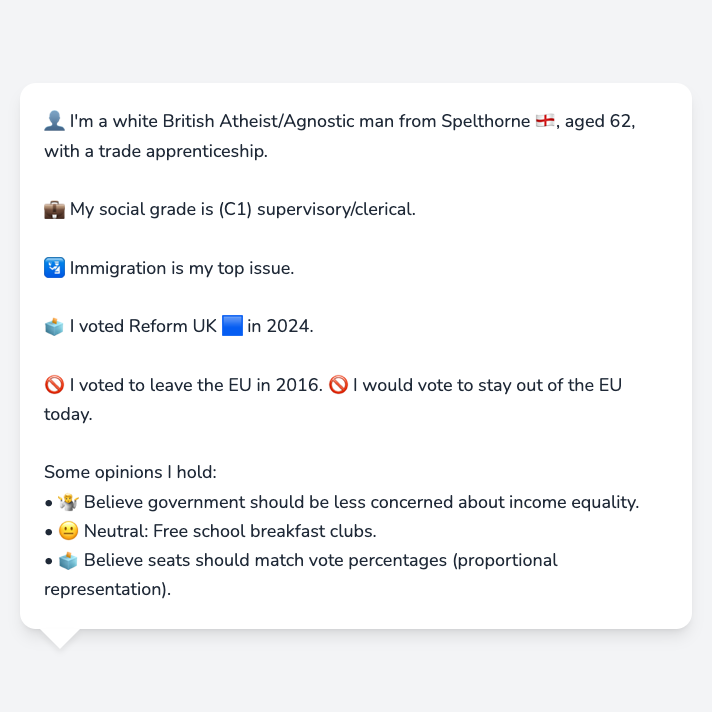 👤 I'm a white British Atheist/Agnostic man from Spelthorne 🏴󠁧󠁢󠁥󠁮󠁧󠁿, aged 62,
with a trade apprenticeship.
💼 My social grade is (C1) supervisory/clerical.
🛂 Immigration is my top issue.
🗳️ I voted Reform UK 🟦 in 2024.
🚫 I voted to leave the EU in 2016. 🚫 I would vote to stay out of the EU
today.
Some opinions I hold:
• 🤷 Believe government should be less concerned about income equality.
• 😐 Neutral: Free school breakfast clubs.
• 🗳️ Believe seats should match vote percentages (proportional
representation).